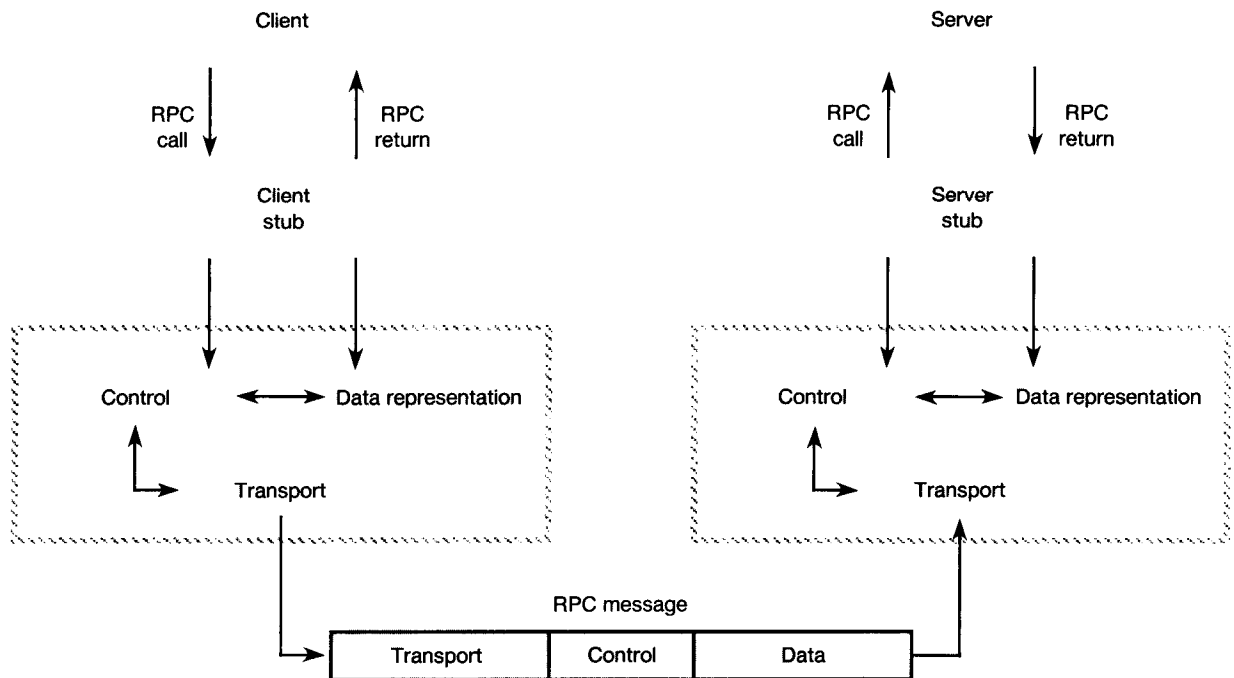 Client
Server
RPC
call
RPC
return
RPC
call
RPC
return
Client
stub
Server
stub
Control
Data representation
Control
Data representation
Transport
Transport
RPC message
Transport
Control
Data